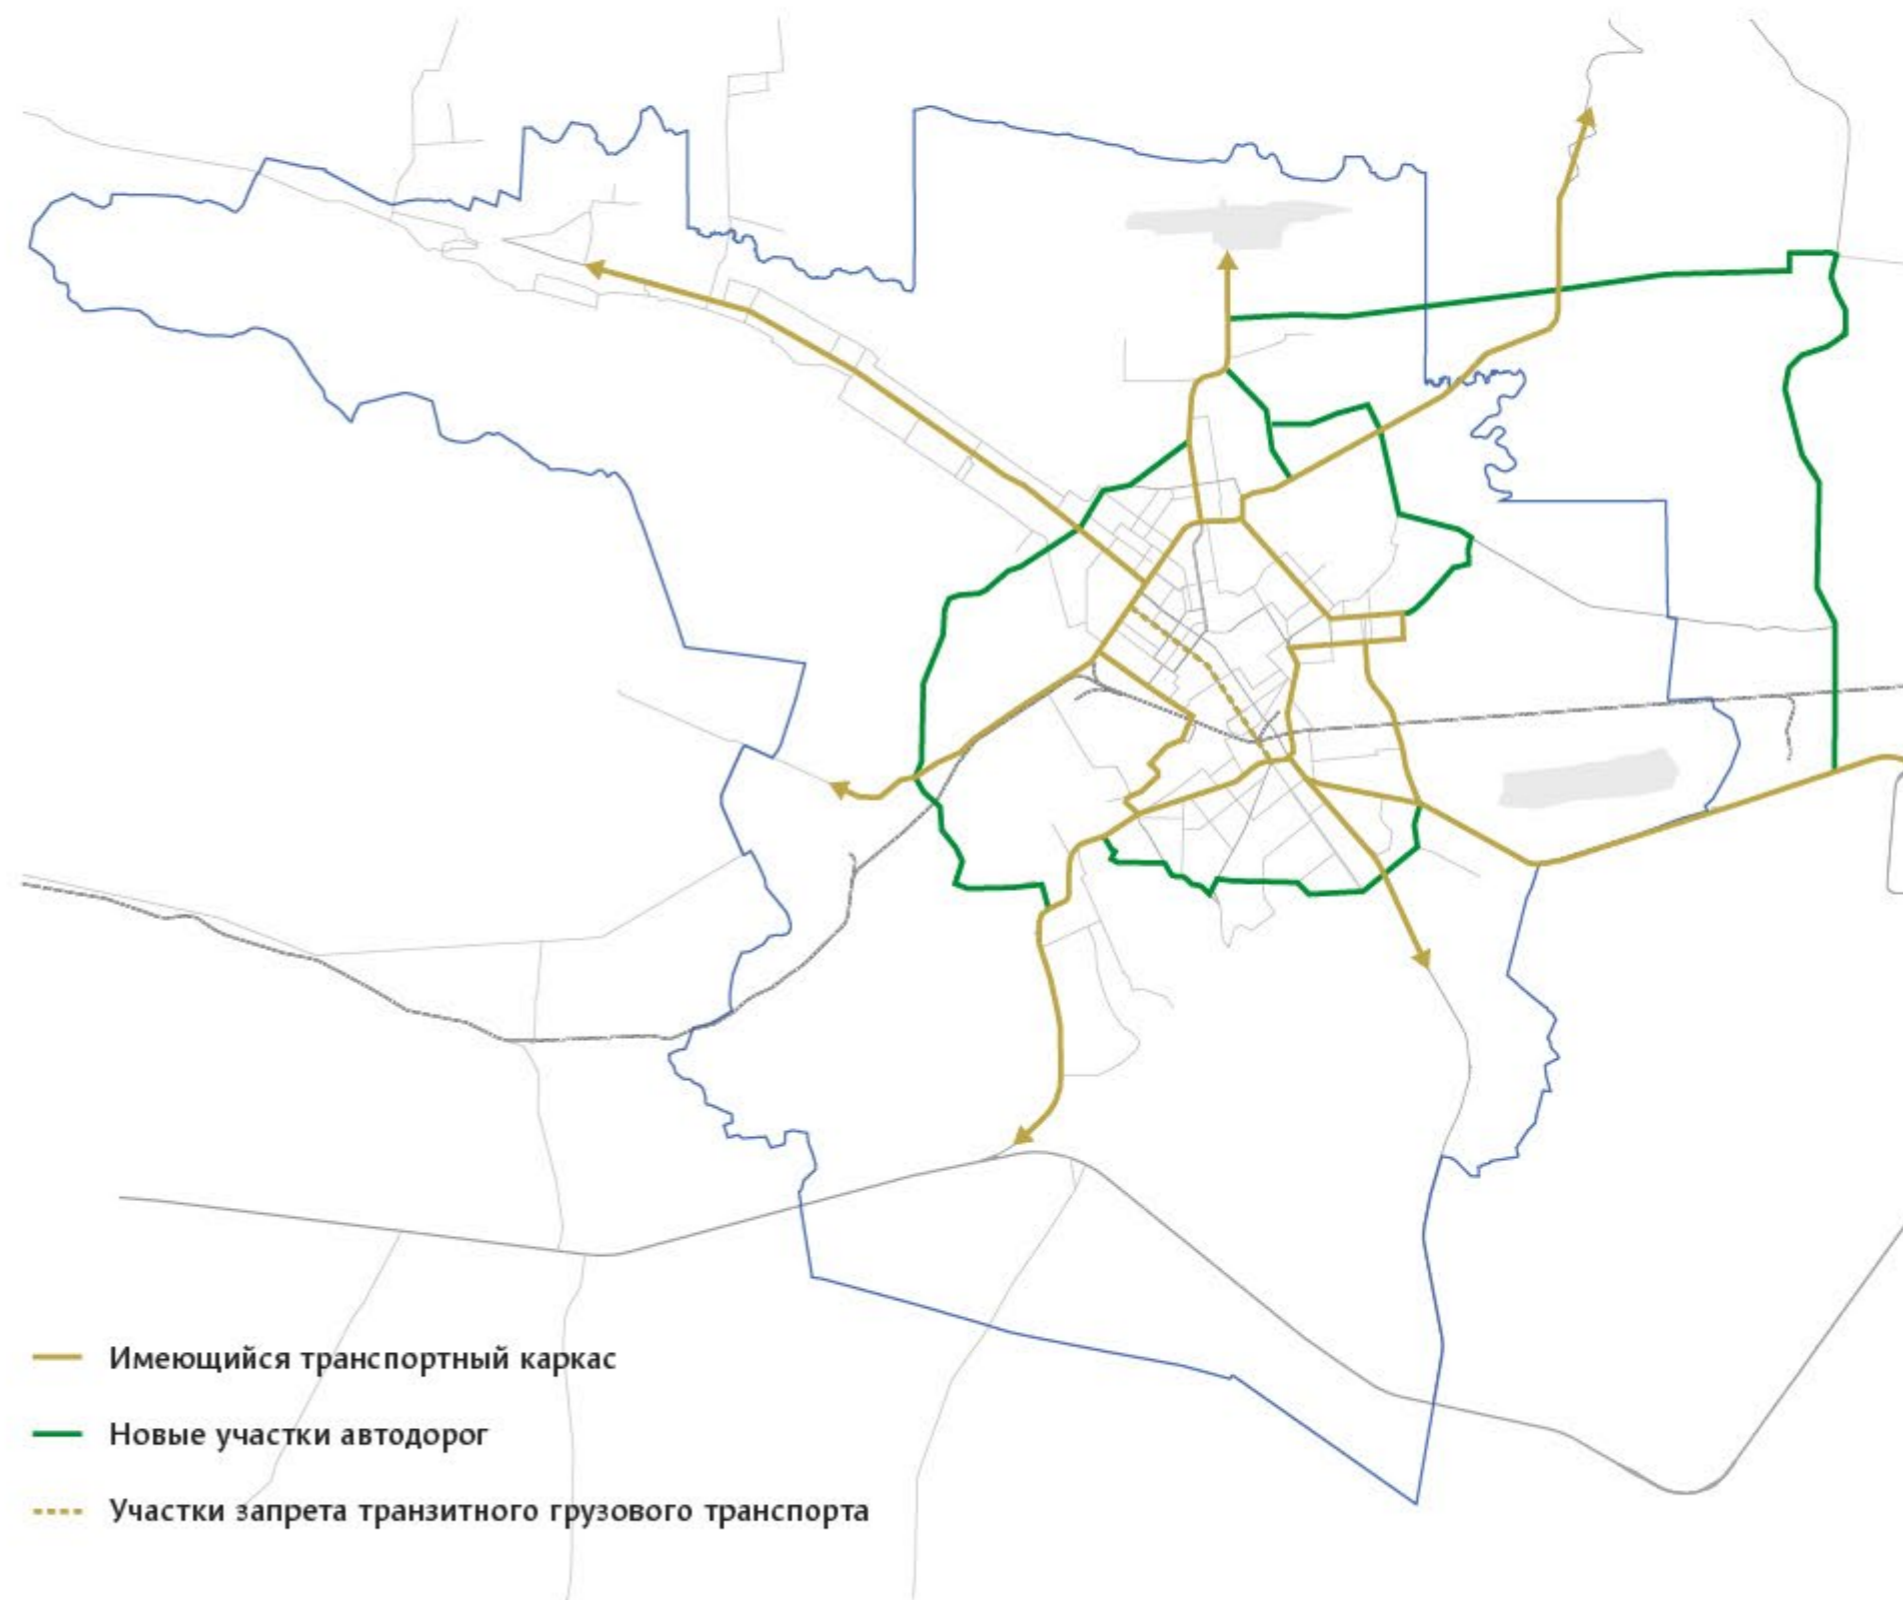 Имеющийся транспортный каркас
Новые участки автодорог
Участки запрета транзитного грузового транспорта